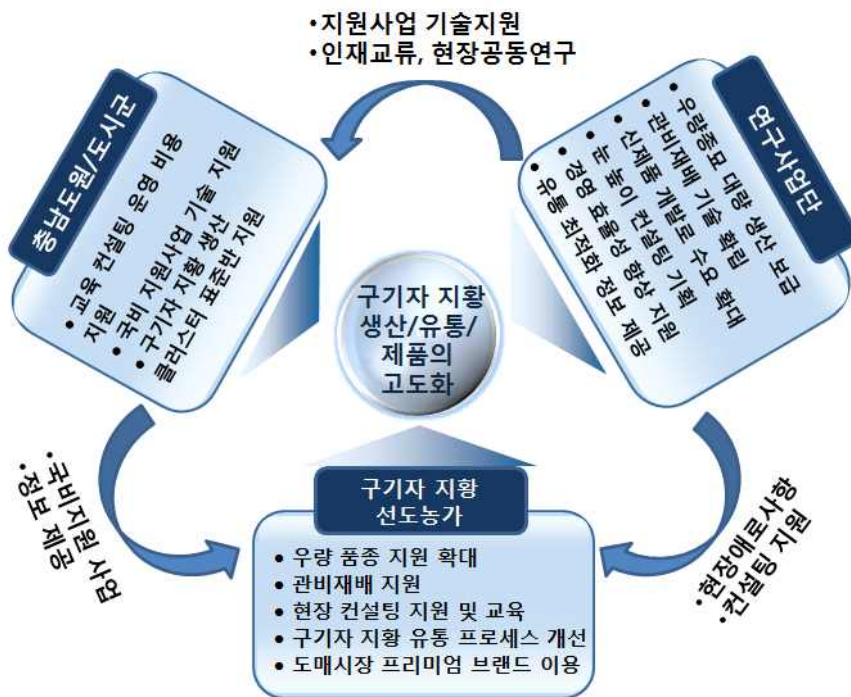 •지원사업 기술지원
•인재교류, 현장공동연구
충남도원/도시군
• 교육 컨설팅 운영 비용
지원
• 국비 지원사업 기술 지원
• 구기자 지황 생산
클러스터 표준반 지원
연구사업단
• 우량종묘 대량 생산 보급
• 관비재배 기술 확립
• 신제품 개발로 수요 확대
• 눈 높이 컨설팅 기회
• 경영 효율성 향상 지원
• 유통 최적화 정보 제공
구기자 지황
생산/유통/
제품의
고도화
•국비지원 사업
정보 제공
구기자 지황
선도농가
• 우량 품종 지원 확대
• 관비재배 지원
• 현장 컨설팅 지원 및 교육
• 구기자 지황 유통 프로세스 개선
• 도매시장 프리미엄 브랜드 이용
•현장애로사항
•컨설팅 지원